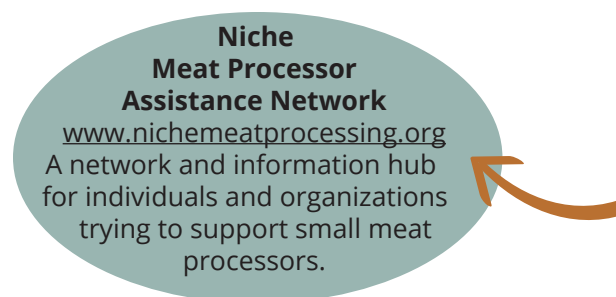 Niche
Meat Processor
Assistance Network
www.nichemeatprocessing.org
A network and information hub
for individuals and organizations
trying to support small meat
processors.